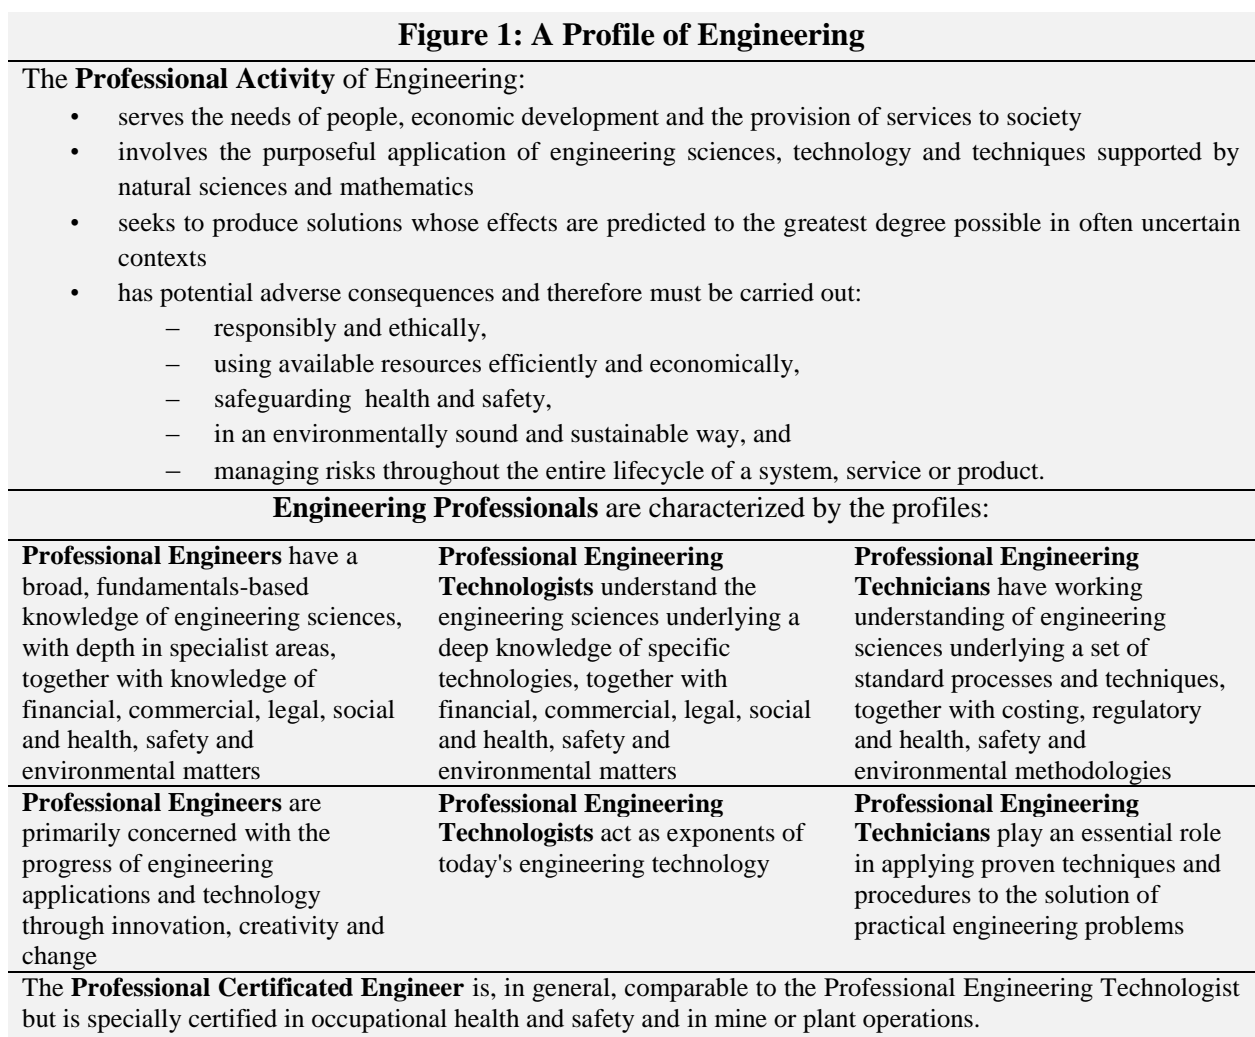 Figure 1: A Profile of Engineering
The Professional Activity of Engineering:
• serves the needs of people, economic development and the provision of services to society
• involves the purposeful application of engineering sciences, technology and techniques supported by
natural sciences and mathematics
• seeks to produce solutions whose effects are predicted to the greatest degree possible in often uncertain
contexts
• has potential adverse consequences and therefore must be carried out:
– responsibly and ethically,
– using available resources efficiently and economically,
– safeguarding  health and safety,
– in an environmentally sound and sustainable way, and
– managing risks throughout the entire lifecycle of a system, service or product.
Engineering Professionals are characterized by the profiles:
Professional Engineers have a
broad, fundamentals-based
knowledge of engineering sciences,
with depth in specialist areas,
together with knowledge of
financial, commercial, legal, social
and health, safety and
environmental matters
Professional Engineering
Technologists understand the
engineering sciences underlying a
deep knowledge of specific
technologies, together with
financial, commercial, legal, social
and health, safety and
environmental matters
Professional Engineering
Technicians have working
understanding of engineering
sciences underlying a set of
standard processes and techniques,
together with costing, regulatory
and health, safety and
environmental methodologies
Professional Engineers are
primarily concerned with the
progress of engineering
applications and technology
through innovation, creativity and
change
Professional Engineering
Technologists act as exponents of
today's engineering technology
Professional Engineering
Technicians play an essential role
in applying proven techniques and
procedures to the solution of
practical engineering problems
The Professional Certificated Engineer is, in general, comparable to the Professional Engineering Technologist
but is specially certified in occupational health and safety and in mine or plant operations.